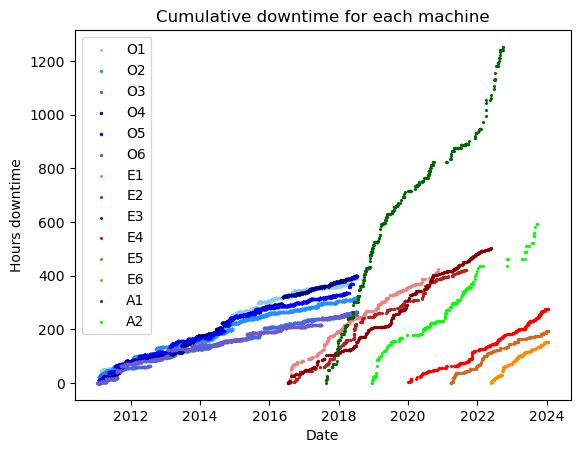 Cumulative downtime for each machine
O1
O2
O3
O4
O5
O6
E1
E2
E3
E4
E5
E6
A1
A2
Hours downtime
1200
1000
800
600
400
200
0
2012 2014 2016 2018 2020 2022 2024
Date